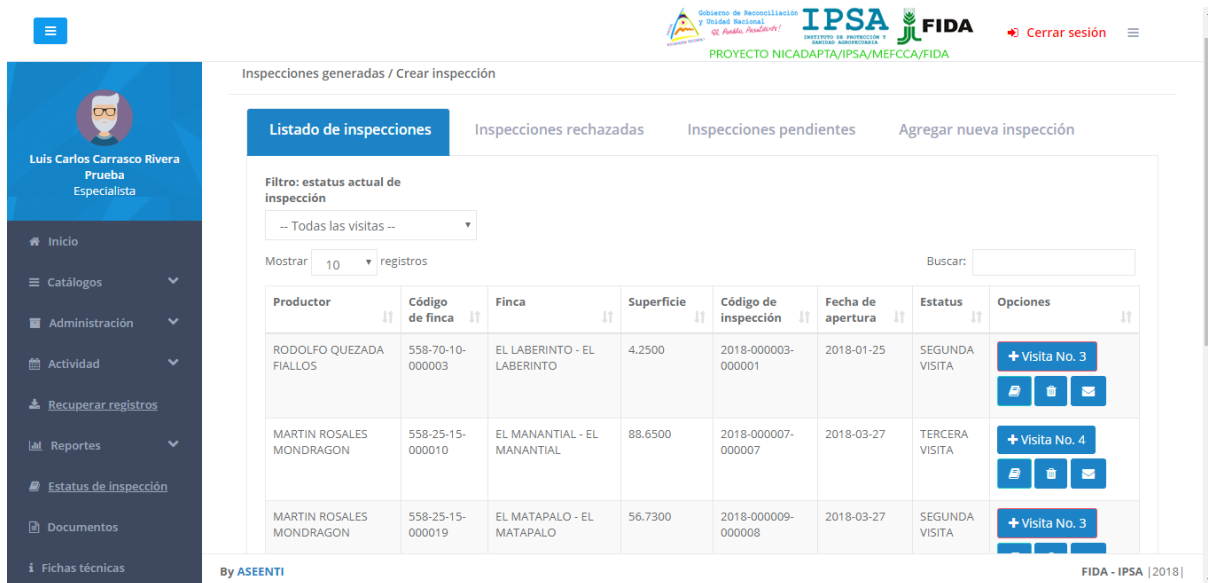 Gobierno de Reconciliación
y Unidad Nacional
El Pueblo, Presidente!
IPSA
INSTITUTO DE PROTECCIÓN Y
SANIDAD AGROPECUARIA
FIDA
PROYECTO NICADAPTA/IPSA/MEFCCA/FIDA
Cerrar sesión
Luis Carlos Carrasco Rivera
Prueba
Especialista
Inicio
Catálogos
Administración
Actividad
Recuperar registros
Reportes
Estatus de inspección
Documentos
Fichas técnicas
Inspecciones generadas / Crear inspección
Listado de inspecciones Inspecciones rechazadas Inspecciones pendientes Agregar nueva inspección
Filtro: estatus actual de
inspección
-- Todas las visitas --
Mostrar 10 registros Buscar:
Productor Código de finca Finca Superficie Código de inspección Fecha de apertura Estatus Opciones
RODOLFO QUEZADA FIALLOS 558-70-10-000003 EL LABERINTO - EL LABERINTO 4.2500 2018-000003-000001 2018-01-25 SEGUNDA VISITA Visita No. 3
MARTIN ROSALES MONDRAGON 558-25-15-000010 EL MANANTIAL - EL MANANTIAL 88.6500 2018-000007-000007 2018-03-27 TERCERA VISITA Visita No. 4
MARTIN ROSALES MONDRAGON 558-25-15-000019 EL MATAPALO - EL MATAPALO 56.7300 2018-000009-000008 2018-03-27 SEGUNDA VISITA Visita No. 3
By ASEENTI FIDA - IPSA |2018|